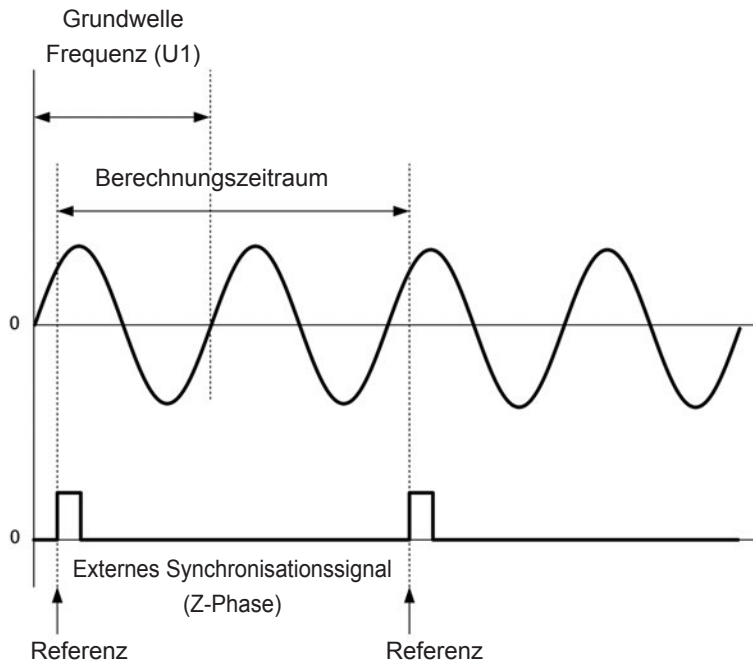 Grundwelle
Frequenz (U1)
Berechnungszeitraum
0
0
Externes Synchronisationssignal
(Z-Phase)
Referenz
Referenz